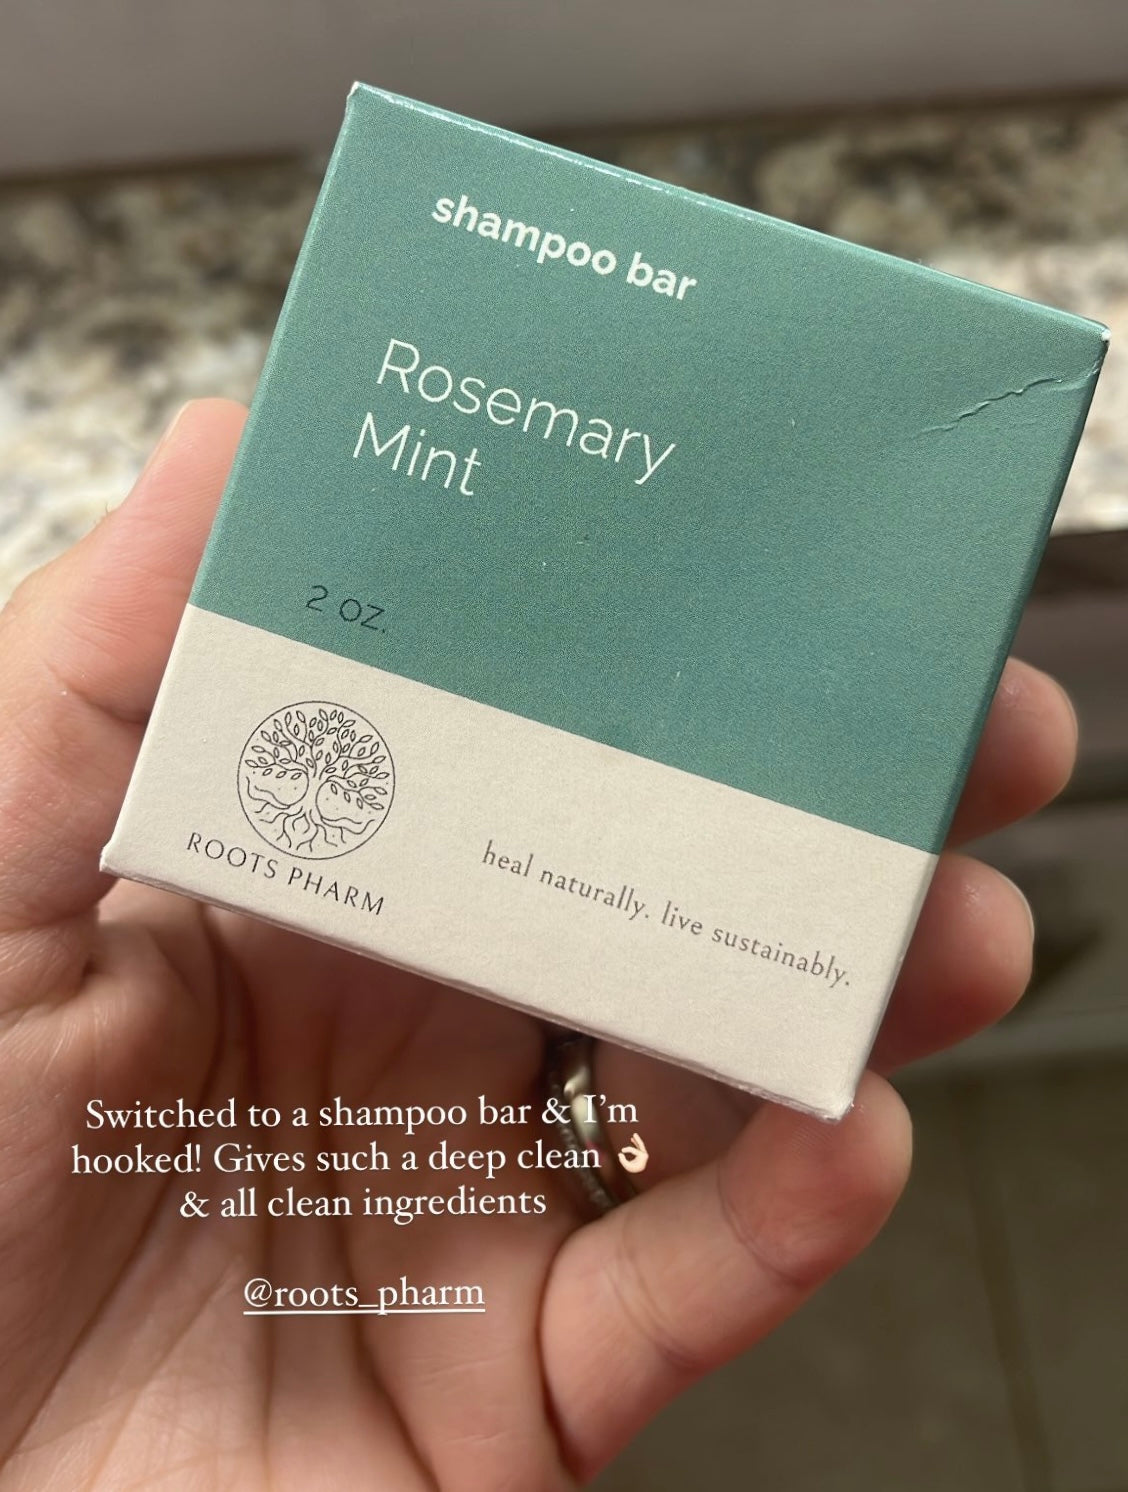 shampoo bar
Rosemary
Mint
2 OZ.
ROOTS PHARM
heal naturally. live sustainably.
Switched to a shampoo bar & I'm
hooked! Gives such a deep clean 👌🏻
& all clean ingredients
@roots_pharm